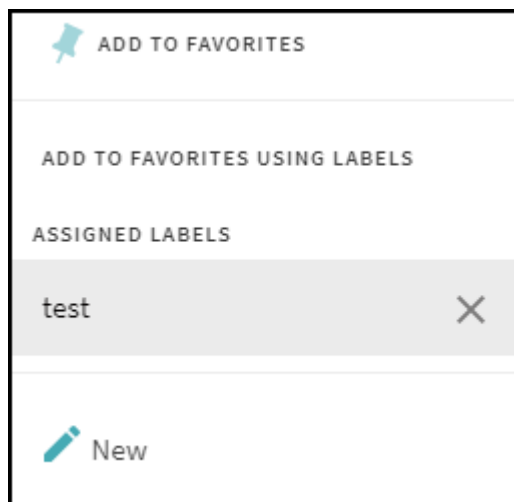 ADD TO FAVORITES
ADD TO FAVORITES USING LABELS
ASSIGNED LABELS
test
New